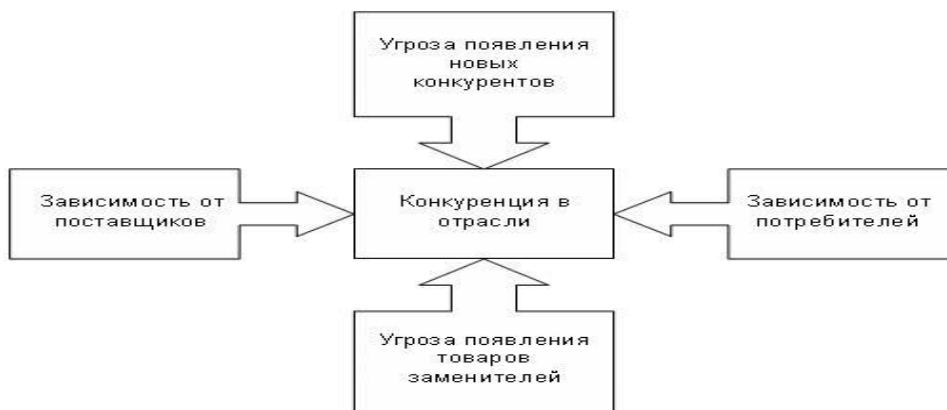 Угроза появления
новых
конкурентов
Зависимость от
поставщиков
Конкуренция в
отрасли
Зависимость от
потребителей
Угроза появления
товаров
заменителей